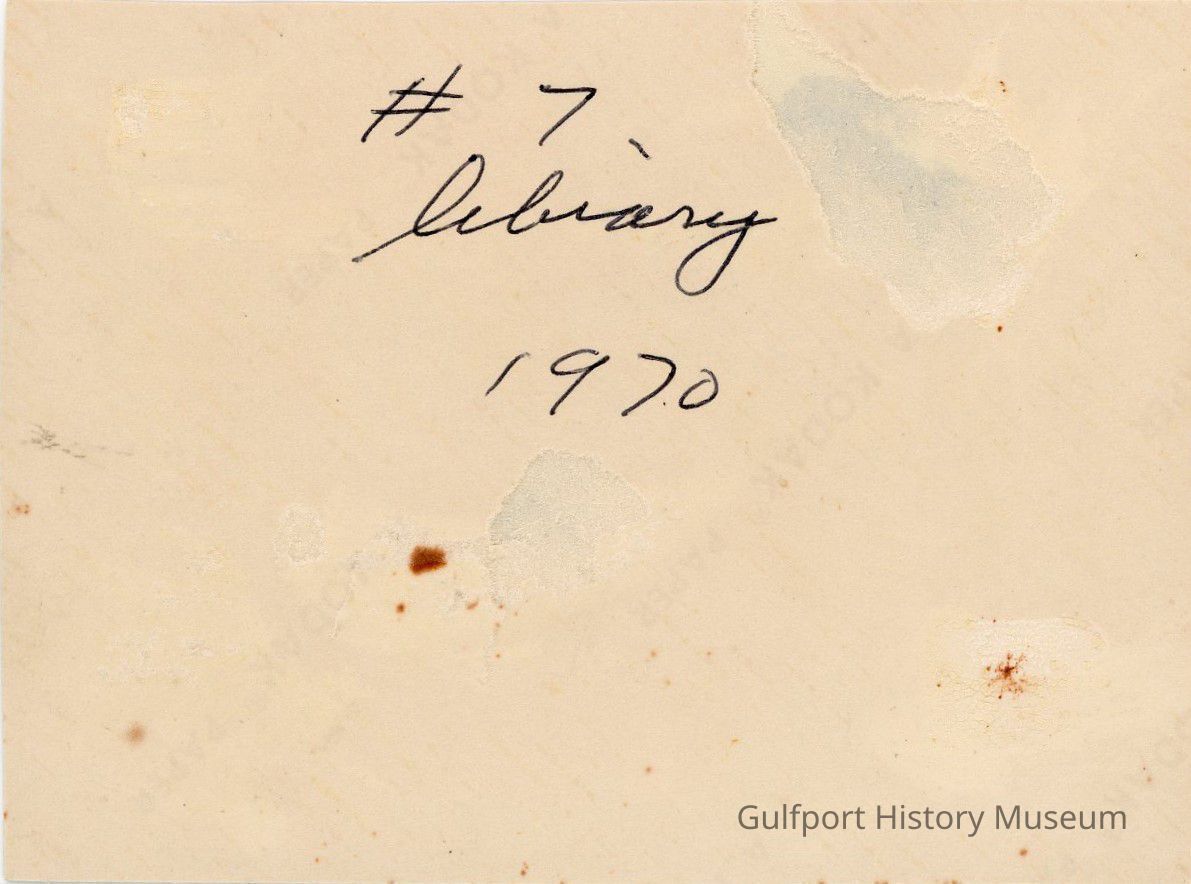 # 7
library
1970
Gulfport History Museum